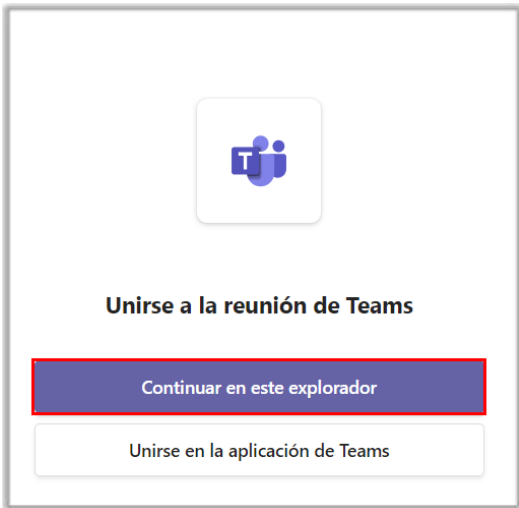 T
Unirse a la reunión de Teams
Continuar en este explorador
Unirse en la aplicación de Teams